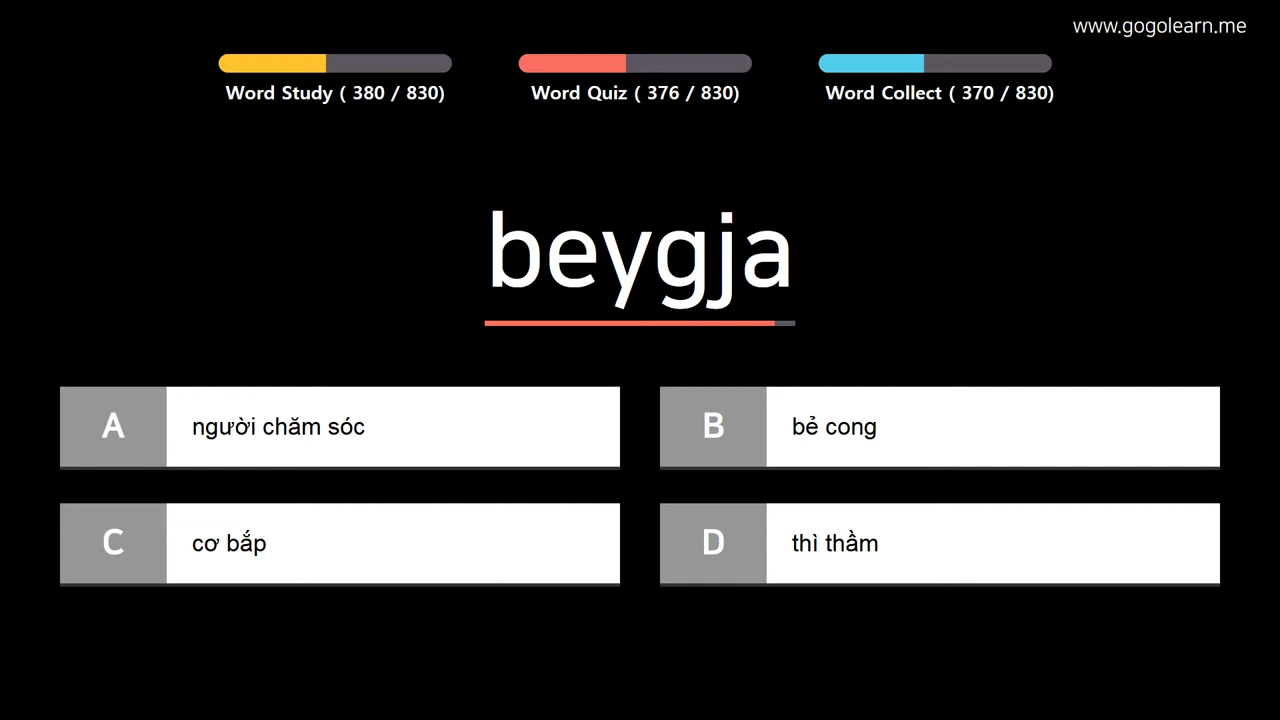 www.gogolearn.me
Word Study ( 380 / 830)
Word Quiz ( 376 / 830)
Word Collect ( 370 / 830)
beygja
A người chăm sóc
B bẻ cong
C cơ bắp
D thì thầm